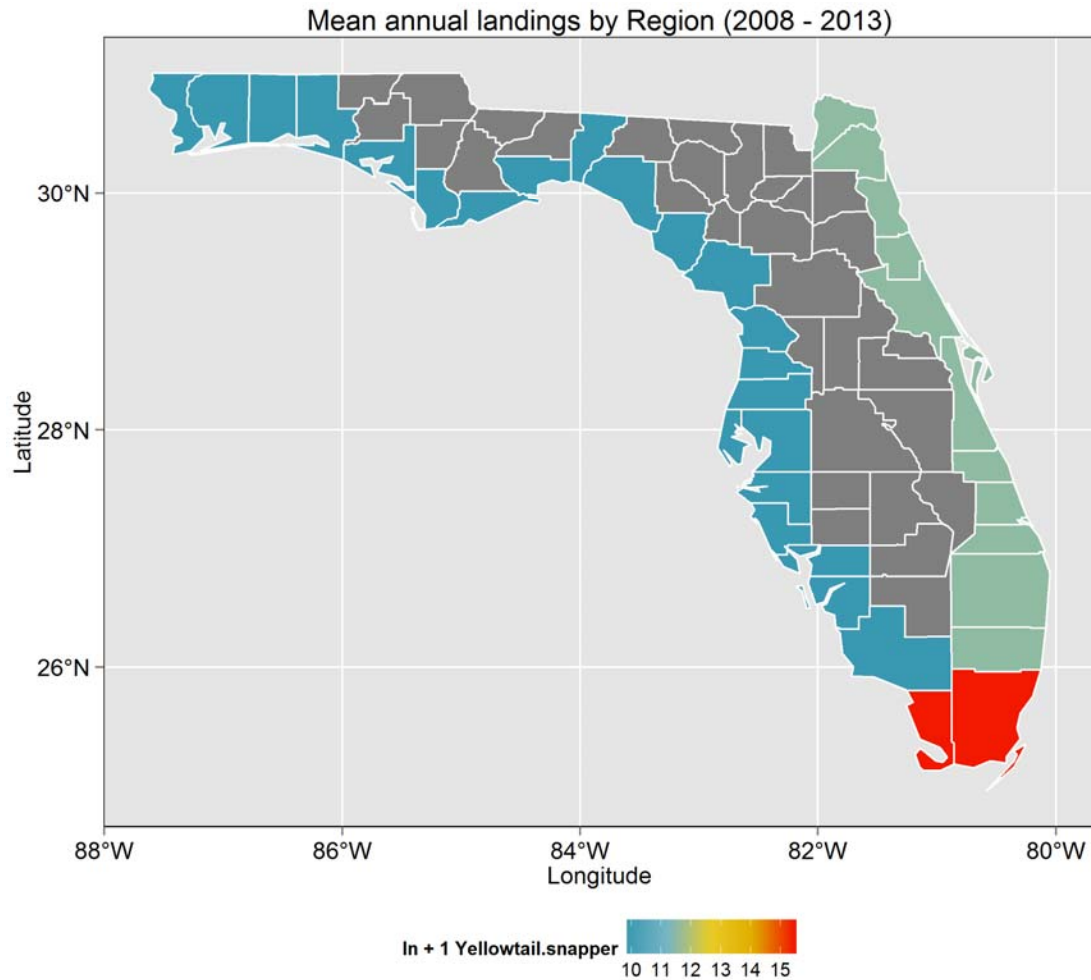 Mean annual landings by Region (2008 - 2013)
30°N
28°N
26°N
Latitude
88°W 86°W 84°W 82°W 80°W
Longitude
ln + 1 Yellowtail.snapper
10 11 12 13 14 15